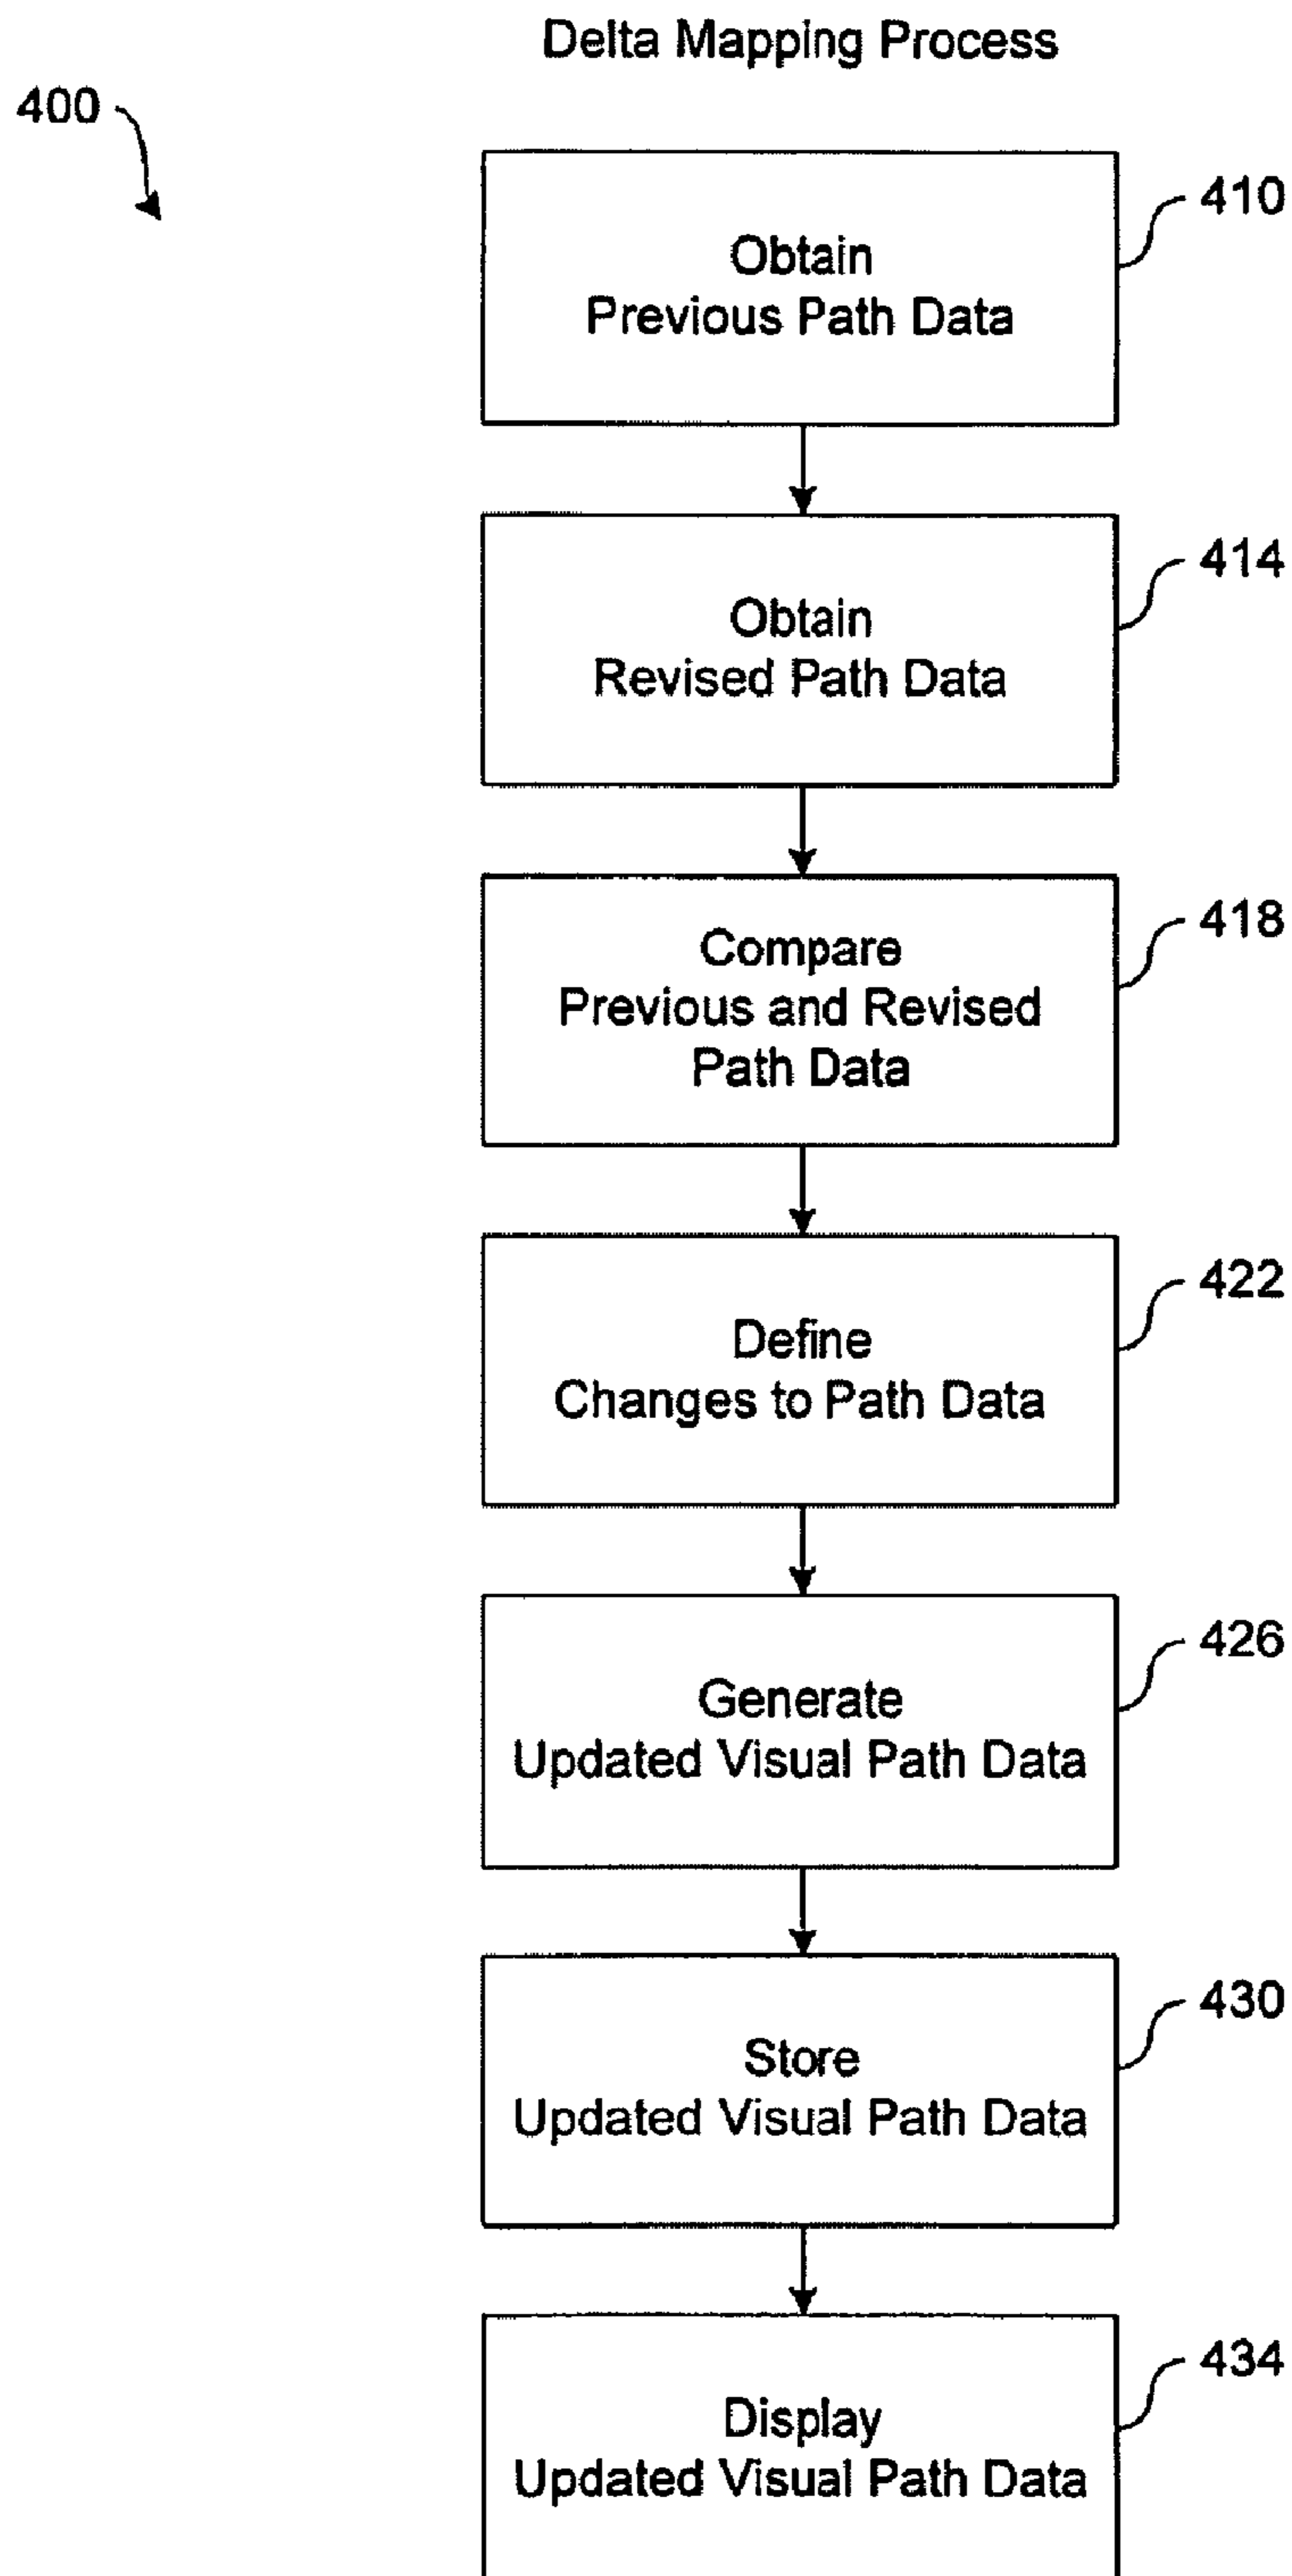 Delta Mapping Process
400
410
Obtain
Previous Path Data
414
Obtain
Revised Path Data
418
Compare
Previous and Revised
Path Data
422
Define
Changes to Path Data
426
Generate
Updated Visual Path Data
430
Store
Updated Visual Path Data
434
Display
Updated Visual Path Data